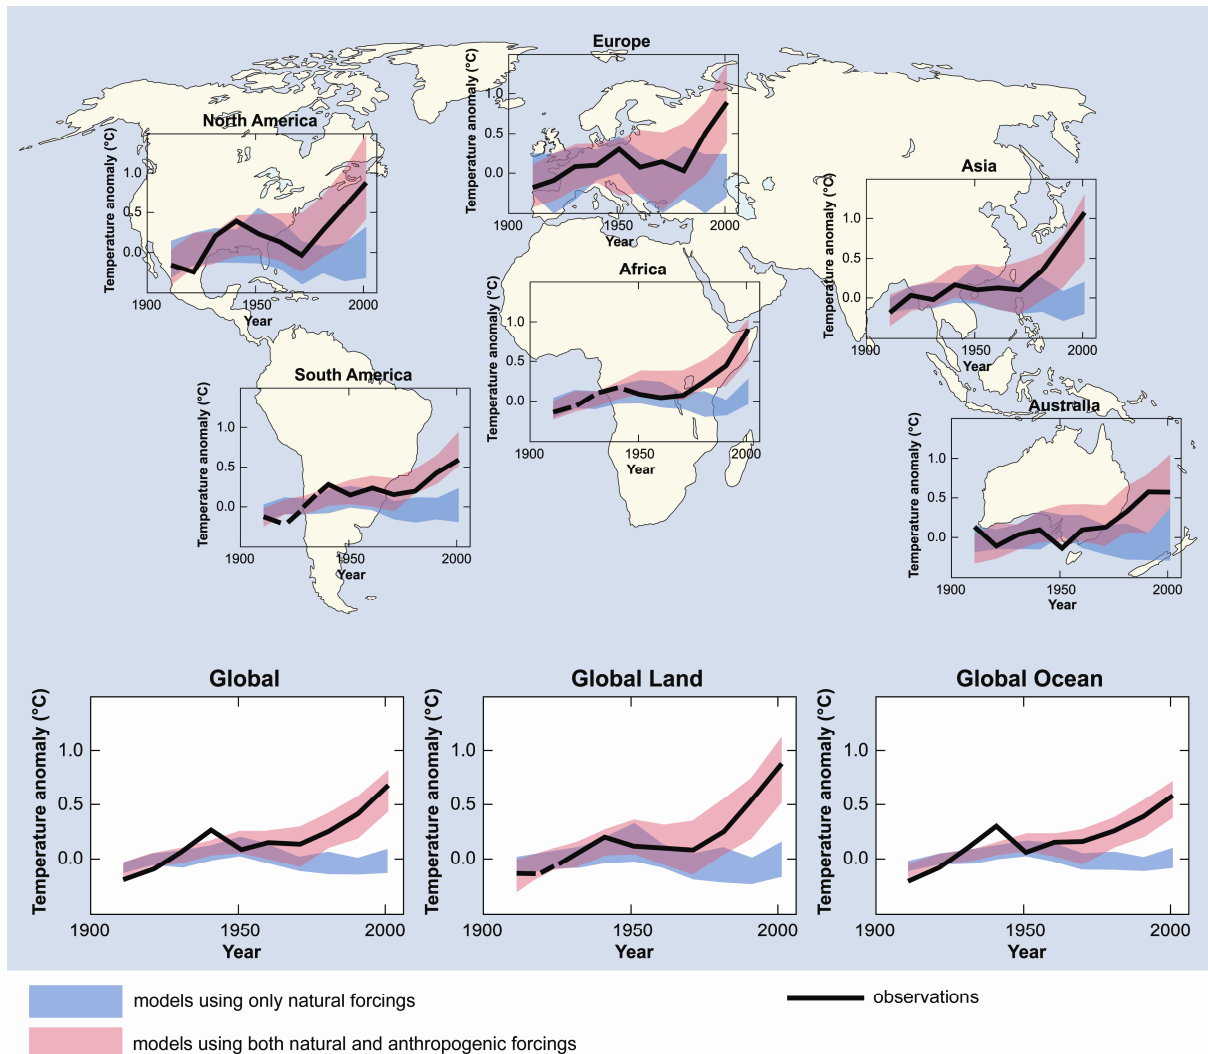 Europe
Temperature anomaly (°C)
1.0
0.5
0.0
1900
1950
2000
Year
North America
Temperature anomaly (°C)
1.0
0.5
0.0
1900
1950
2000
Year
Asia
Temperature anomaly (°C)
1.0
0.5
0.0
1900
1950
2000
Year
Africa
Temperature anomaly (°C)
1.0
0.5
0.0
1900
1950
2000
Year
South America
Temperature anomaly (°C)
1.0
0.5
0.0
1900
1950
2000
Year
Australia
Temperature anomaly (°C)
1.0
0.5
0.0
1900
1950
2000
Year
Global
Temperature anomaly (°C)
1.0
0.5
0.0
1900
1950
2000
Year
Global Land
Temperature anomaly (°C)
1.0
0.5
0.0
1900
1950
2000
Year
Global Ocean
Temperature anomaly (°C)
1.0
0.5
0.0
1900
1950
2000
Year
models using only natural forcings
observations
models using both natural and anthropogenic forcings